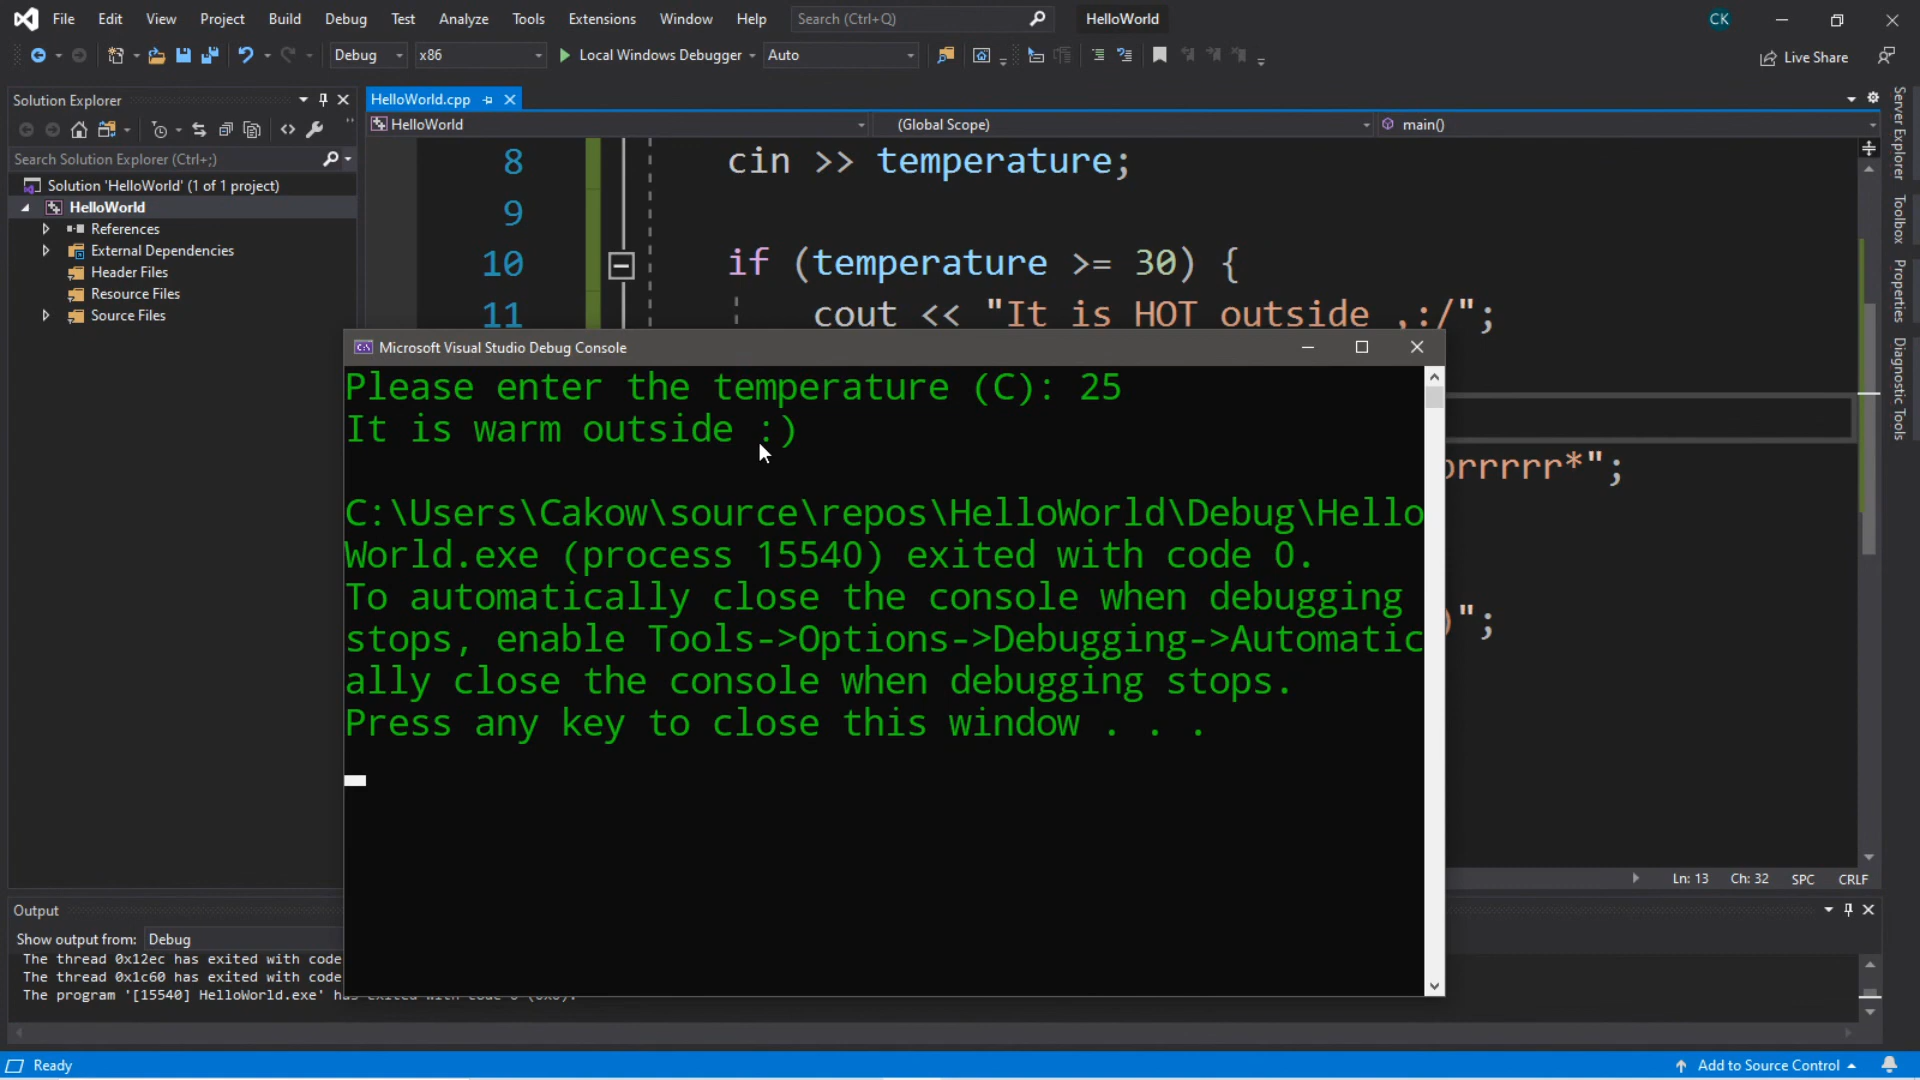 File Edit View Project Build Debug Test Analyze Tools Extensions Window Help Search (Ctrl+Q) HelloWorld CK
Debug x86 Local Windows Debugger Auto Live Share
Solution Explorer
Search Solution Explorer (Ctrl+;)
Solution 'HelloWorld' (1 of 1 project)
HelloWorld
References
External Dependencies
Header Files
Resource Files
Source Files
HelloWorld.cpp
HelloWorld (Global Scope) main()
8 cin >> temperature;
9
10 if (temperature >= 30) {
11 cout << "It is HOT outside ,:/";
rrrrr*";
)";
Microsoft Visual Studio Debug Console
Please enter the temperature (C): 25
It is warm outside :)
C:\Users\Cakow\source\repos\HelloWorld\Debug\Hello
World.exe (process 15540) exited with code 0.
To automatically close the console when debugging
stops, enable Tools->Options->Debugging->Automatic
ally close the console when debugging stops.
Press any key to close this window . . .
Ln: 13 Ch: 32 SPC CRLF
Server Explorer
Toolbox
Properties
Diagnostic Tools
Output
Show output from: Debug
The thread 0x12ec has exited with code
The thread 0x1c60 has exited with code
The program '[15540] HelloWorld.exe' has exited with code 0 (0x0).
Ready Add to Source Control